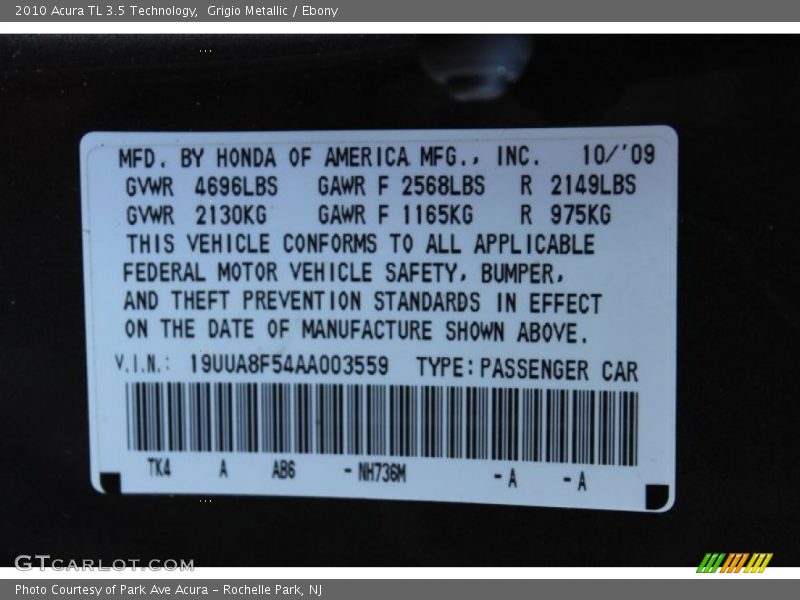 2010 Acura TL 3.5 Technology,  Grigio Metallic / Ebony
MFD. BY HONDA OF AMERICA MFG., INC. 10/'09
GVWR 4696LBS GAWR F 2568LBS R 2149LBS
GVWR 2130KG GAWR F 1165KG R 975KG
THIS VEHICLE CONFORMS TO ALL APPLICABLE
FEDERAL MOTOR VEHICLE SAFETY, BUMPER,
AND THEFT PREVENTION STANDARDS IN EFFECT
ON THE DATE OF MANUFACTURE SHOWN ABOVE.
V.I.N.: 19UUA8F54AA003559 TYPE: PASSENGER CAR
TK4 A AB6 -NH736M -A -A
GTCARLOT.COM
Photo Courtesy of Park Ave Acura - Rochelle Park, NJ